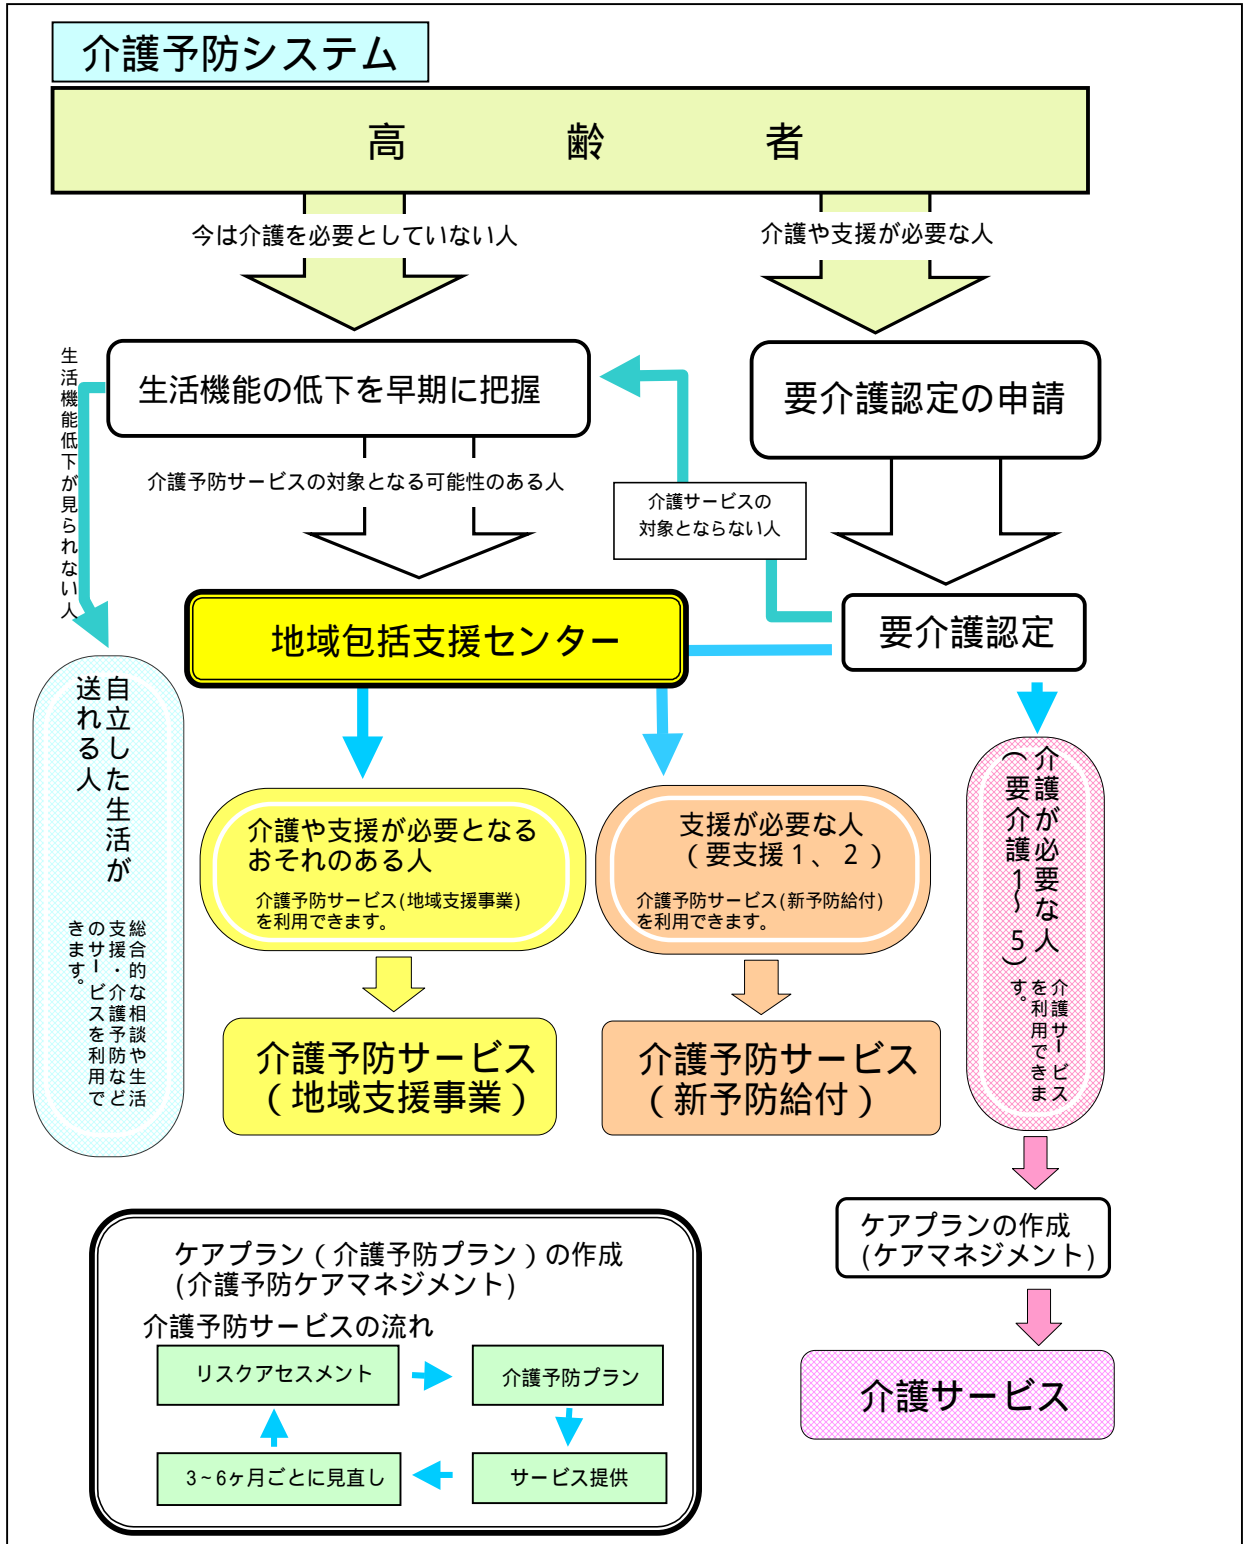 介護予防システム
高齢者
今は介護を必要としていない人
介護や支援が必要な人
生活機能の低下を早期に把握
要介護認定の申請
生活機能低下が見られない人
介護予防サービスの対象となる可能性のある人
介護サービスの
対象とならない人
地域包括支援センター
要介護認定
自立した生活が
送れる人
総合的な相談や生活
支援・介護予防など
のサービスを利用で
きます。
介護や支援が必要となる
おそれのある人
介護予防サービス(地域支援事業)
を利用できます。
支援が必要な人
（要支援１、２）
介護予防サービス(新予防給付)
を利用できます。
介護が必要な人
（要介護１～５）
介護サービス
を利用できま
す。
介護予防サービス
（地域支援事業）
介護予防サービス
（新予防給付）
ケアプランの作成
(ケアマネジメント)
介護サービス
ケアプラン（介護予防プラン）の作成
(介護予防ケアマネジメント)
介護予防サービスの流れ
リスクアセスメント
介護予防プラン
3~6ヶ月ごとに見直し
サービス提供